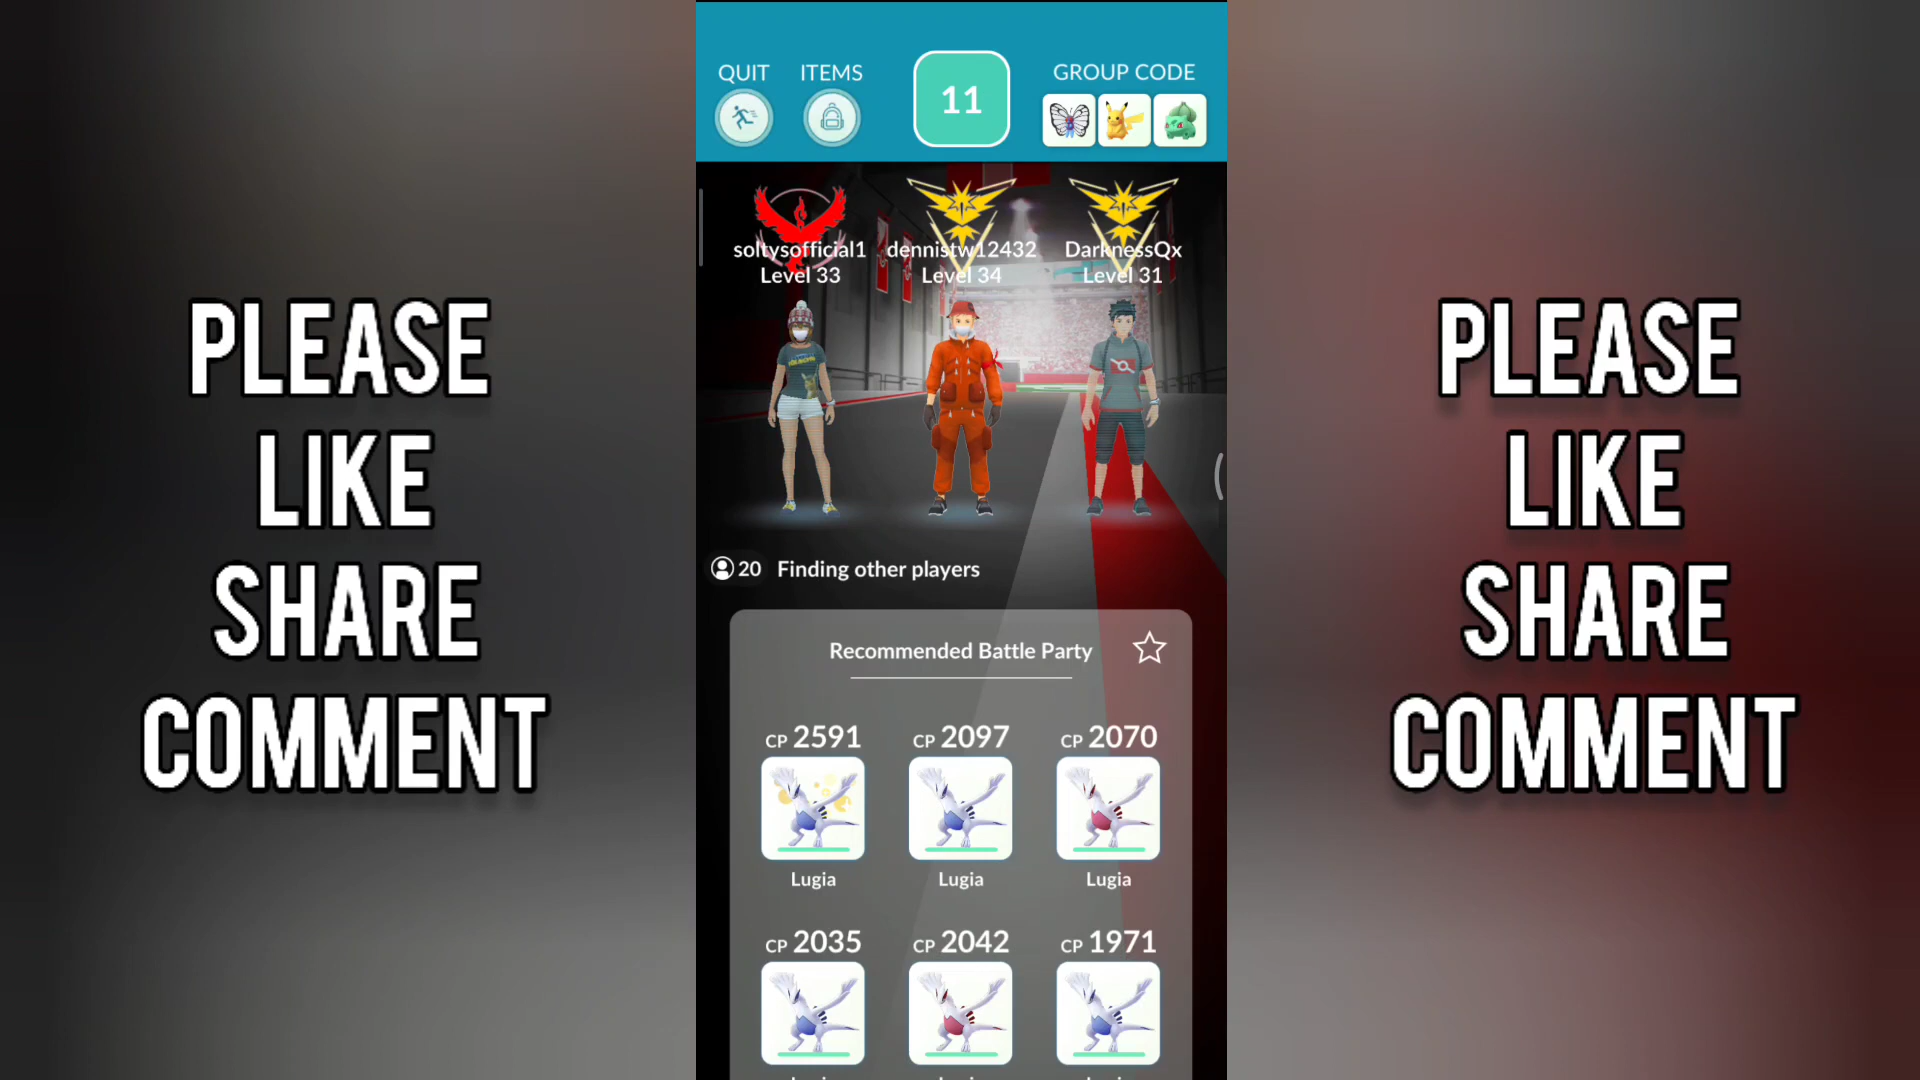 PLEASE
LIKE
SHARE
COMMENT
QUIT
ITEMS
11
GROUP CODE
soltysofficial1
Level 33
dennistw12432
Level 34
DarknessQx
Level 31
20 Finding other players
Recommended Battle Party
CP 2591
CP 2097
CP 2070
Lugia
Lugia
Lugia
CP 2035
CP 2042
CP 1971
PLEASE
LIKE
SHARE
COMMENT